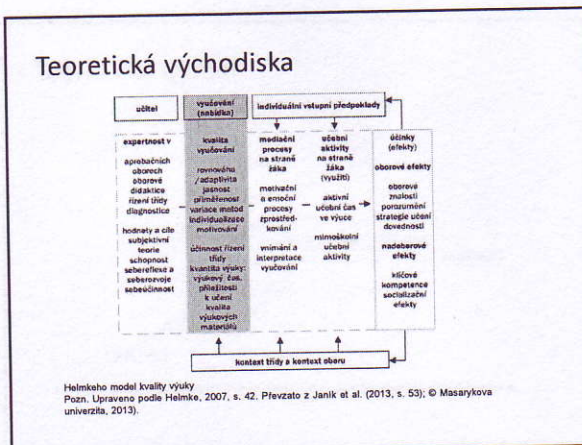 Teoretická východiska
učitel
vyučování
(nabídka)
individuální vstupní předpoklady
expertnost v
aprobačních
oborech
oborové
didaktice
řízení třídy
diagnostice
hodnoty a cíle
subjektivní
teorie
schopnost
sebereflexe a
seberozvoje
sebeúčinnost
kvalita
vyučování
rovnována
/adaptivita
jasnost
přiměřenost
variace metod
individualizace
motivování
účinnost řízení
třídy
kvantita výuky:
výukový čas,
příležitosti
k učení
kvalita
výukových
materiálů
mediační
procesy
na straně
žáka
motivační
a emoční
procesy
zprostřed-
kování
vnímání a
interpretace
vyučování
učební
aktivity
na straně
žáka
(využití)
aktivní
učební čas
ve výuce
mimoškolní
učební
aktivity
účinky
(efekty)
oborové efekty
oborové
znalosti
porozumění
strategie učení
dovednosti
nadoborové
efekty
klíčové
kompetence
socializační
efekty
kontext třídy a kontext oboru
Helmkeho model kvality výuky
Pozn. Upraveno podle Helmke, 2007, s. 42. Převzato z Janík et al. (2013, s. 53); © Masarykova
univerzita, 2013).